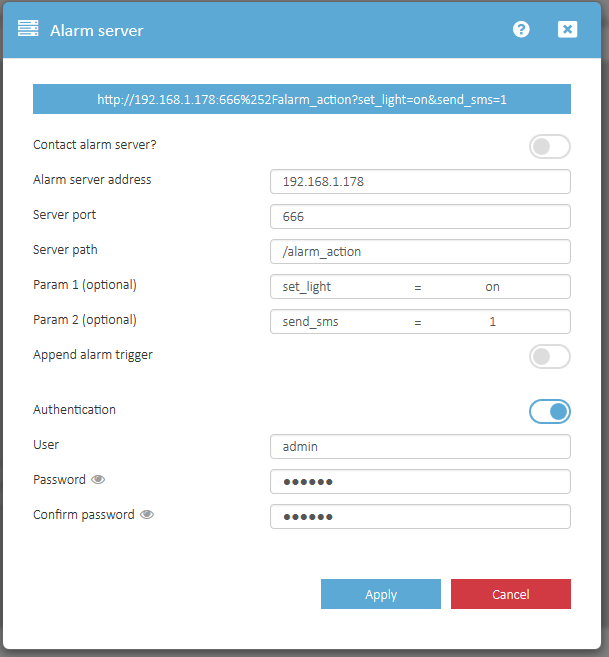 Alarm server
http://192.168.1.178:666%252Falarm_action?set_light=on&send_sms=1
Contact alarm server?
Alarm server address 192.168.1.178
Server port 666
Server path /alarm_action
Param 1 (optional) set_light = on
Param 2 (optional) send_sms = 1
Append alarm trigger
Authentication
User admin
Password ●●●●●●
Confirm password ●●●●●●
Apply Cancel